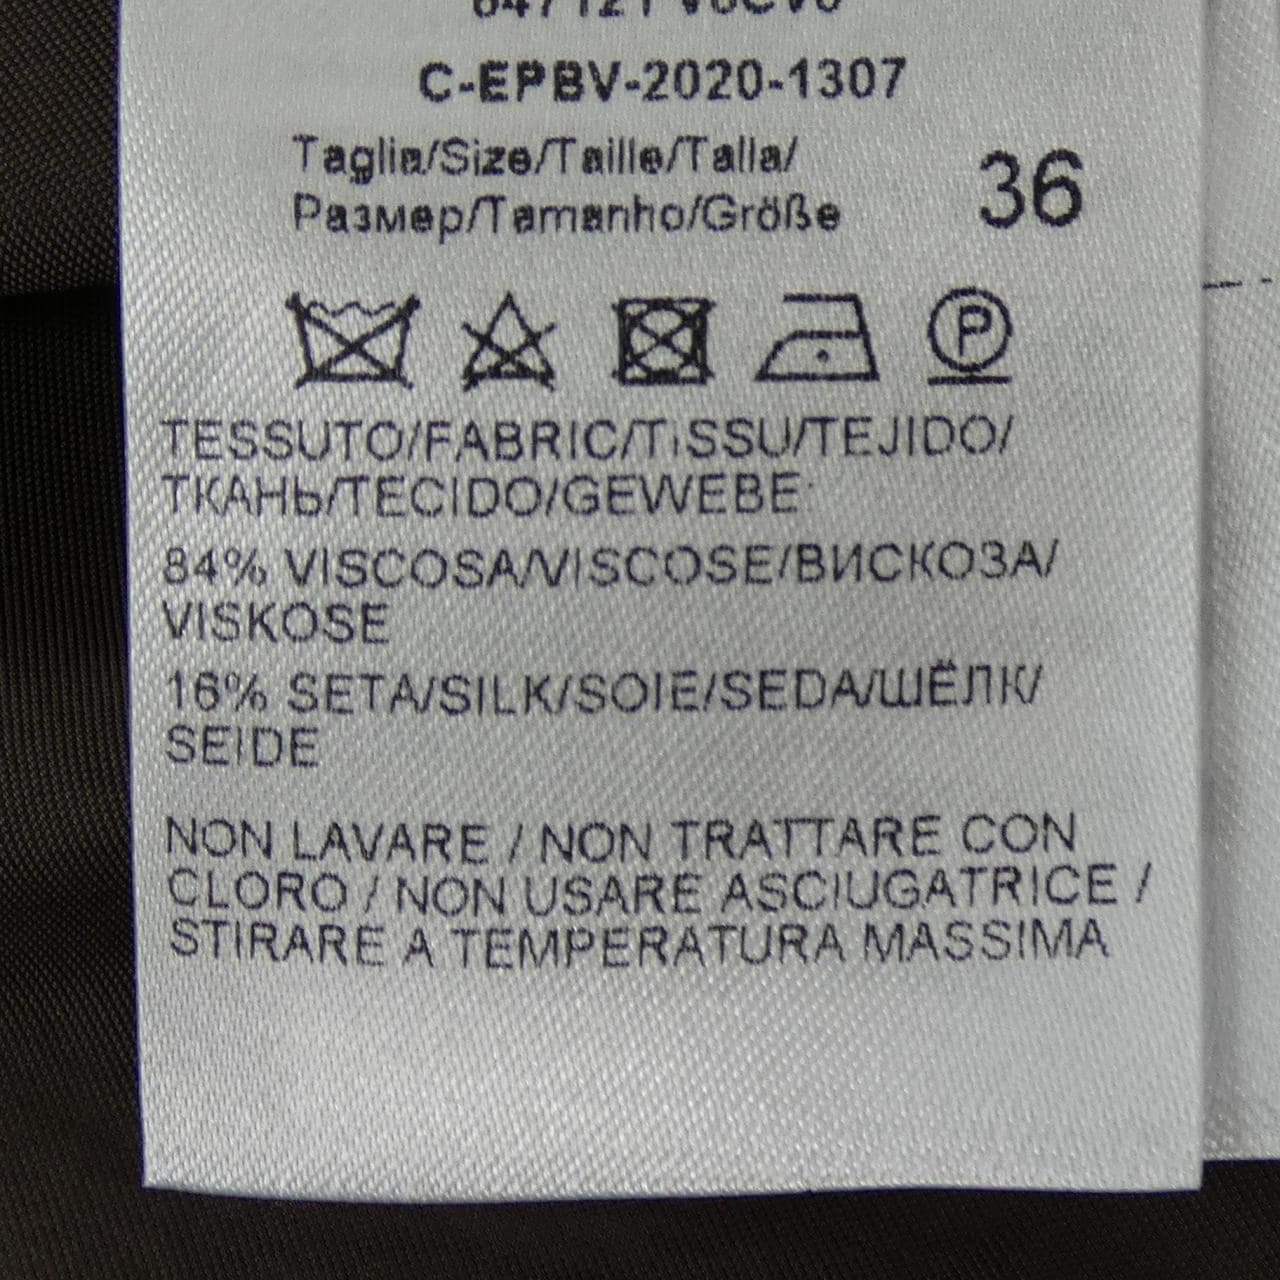 C-EPBV-2020-1307
Taglia/Size/Taille/Talla/
Размер/Tamanho/Größe
36
P
TESSUTO/FABRIC/TISSU/TEJIDO/
ТКАНЬ/TECIDO/GEWEBE
84% VISCOSA/VISCOSE/ВИСКОЗА/
VISKOSE
16% SETA/SILK/SOIE/SEDA/ШЁЛК/
SEIDE
NON LAVARE / NON TRATTARE CON
CLORO / NON USARE ASCIUGATRICE /
STIRARE A TEMPERATURA MASSIMA